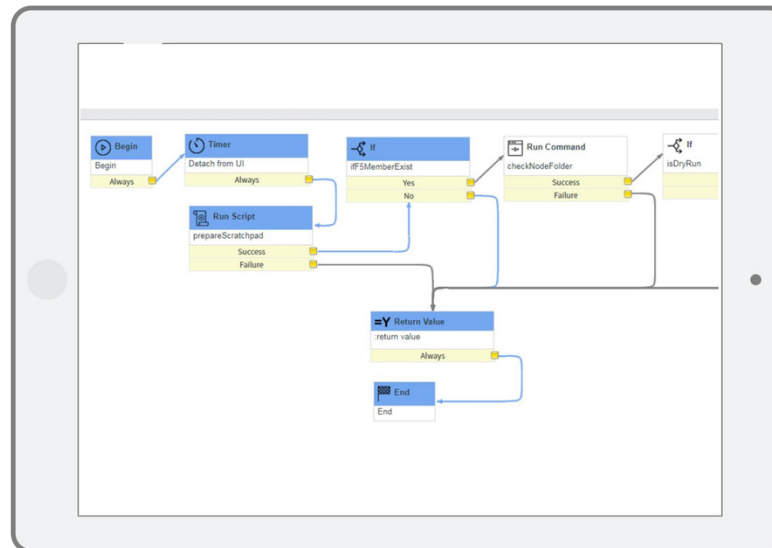 Begin
Begin
Always
Timer
Detach from UI
Always
If
ifF5MemberExist
Yes
No
Run Command
checkNodeFolder
Success
Failure
If
isDryRun
Run Script
prepareScratchpad
Success
Failure
=Y Return Value
:return value
Always
End
End